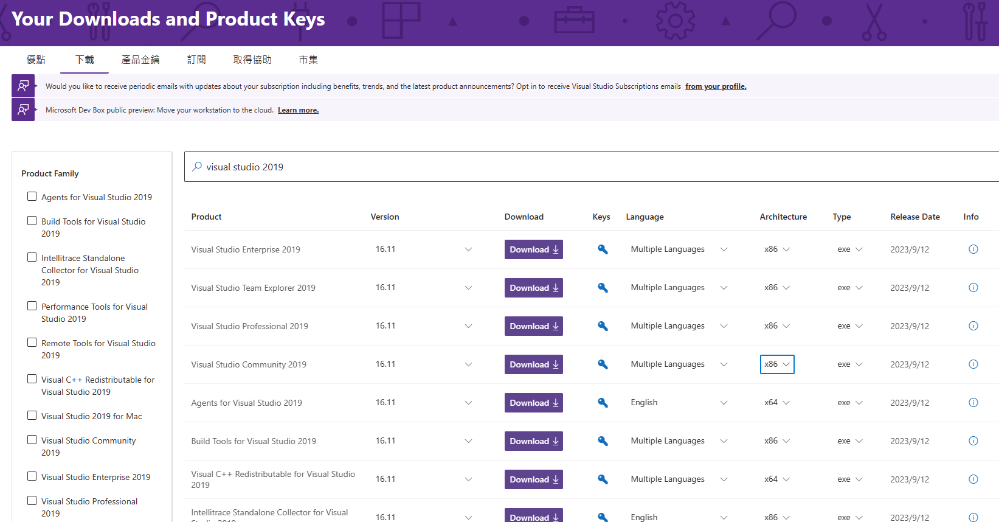 Your Downloads and Product Keys
優點 下載 產品金鑰 訂閱 取得協助 市集
Would you like to receive periodic emails with updates about your subscription including benefits, trends, and the latest product announcements? Opt in to receive Visual Studio Subscriptions emails from your profile.
Microsoft Dev Box public preview: Move your workstation to the cloud. Learn more.
Product Family
Agents for Visual Studio 2019
Build Tools for Visual Studio
2019
Intellitrace Standalone
Collector for Visual Studio
2019
Performance Tools for Visual
Studio 2019
Remote Tools for Visual Studio
2019
Visual C++ Redistributable for
Visual Studio 2019
Visual Studio 2019 for Mac
Visual Studio Community
2019
Visual Studio Enterprise 2019
Visual Studio Professional
2019
visual studio 2019
Product Version Download Keys Language Architecture Type Release Date Info
Visual Studio Enterprise 2019 16.11 Download Multiple Languages x86 exe 2023/9/12
Visual Studio Team Explorer 2019 16.11 Download Multiple Languages x86 exe 2023/9/12
Visual Studio Professional 2019 16.11 Download Multiple Languages x86 exe 2023/9/12
Visual Studio Community 2019 16.11 Download Multiple Languages x86 exe 2023/9/12
Agents for Visual Studio 2019 16.11 Download English x64 exe 2023/9/12
Build Tools for Visual Studio 2019 16.11 Download Multiple Languages x86 exe 2023/9/12
Visual C++ Redistributable for Visual Studio
2019 16.11 Download Multiple Languages x64 exe 2023/9/12
Intellitrace Standalone Collector for Visual
Studio 2019 16.11 Download English x86 exe 2023/9/12